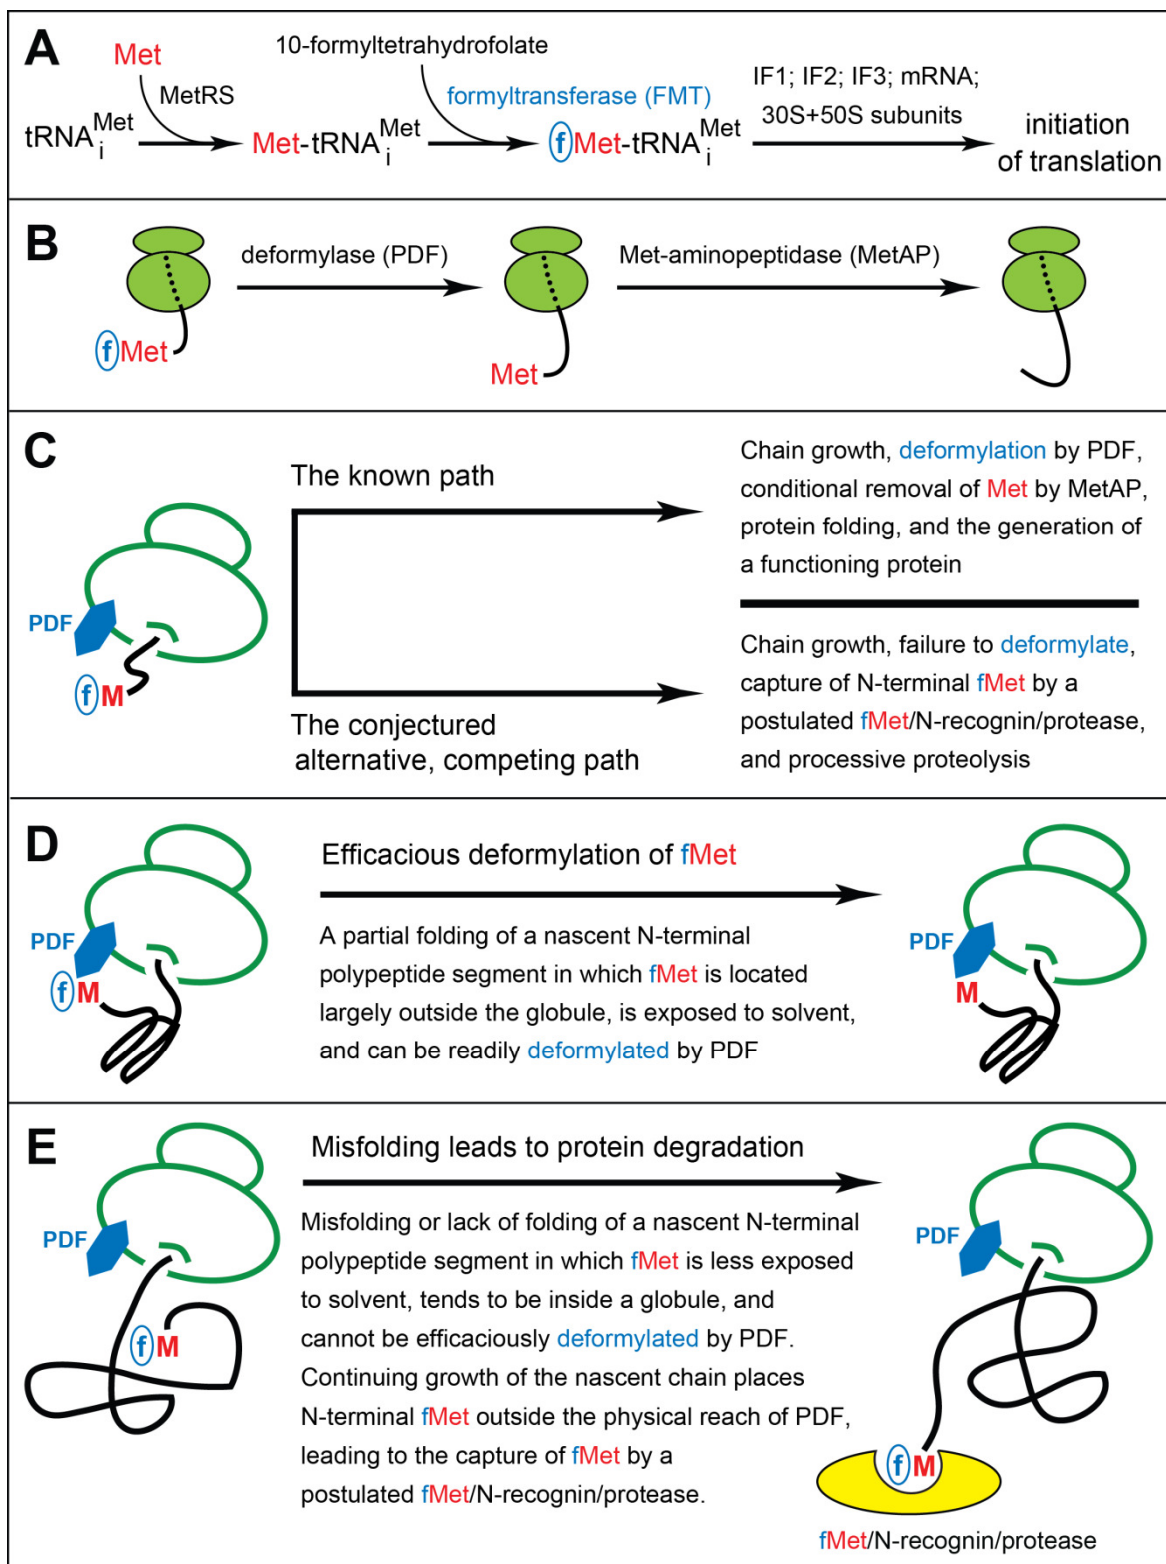 A
Met
10-formyltetrahydrofolate
MetRS
formyltransferase (FMT)
IF1; IF2; IF3; mRNA;
30S+50S subunits
tRNA Met i
Met-tRNA Met i
fMet-tRNA Met i
initiation
of translation
B
deformylase (PDF)
Met-aminopeptidase (MetAP)
fMet
Met
C
The known path
Chain growth, deformylation by PDF,
conditional removal of Met by MetAP,
protein folding, and the generation of
a functioning protein
PDF
fM
The conjectured
alternative, competing path
Chain growth, failure to deformylate,
capture of N-terminal fMet by a
postulated fMet/N-recognin/protease,
and processive proteolysis
D
Efficacious deformylation of fMet
PDF
fM
A partial folding of a nascent N-terminal
polypeptide segment in which fMet is located
largely outside the globule, is exposed to solvent,
and can be readily deformylated by PDF
PDF
M
E
Misfolding leads to protein degradation
PDF
fM
Misfolding or lack of folding of a nascent N-terminal
polypeptide segment in which fMet is less exposed
to solvent, tends to be inside a globule, and
cannot be efficaciously deformylated by PDF.
Continuing growth of the nascent chain places
N-terminal fMet outside the physical reach of PDF,
leading to the capture of fMet by a
postulated fMet/N-recognin/protease.
PDF
fM
fMet/N-recognin/protease